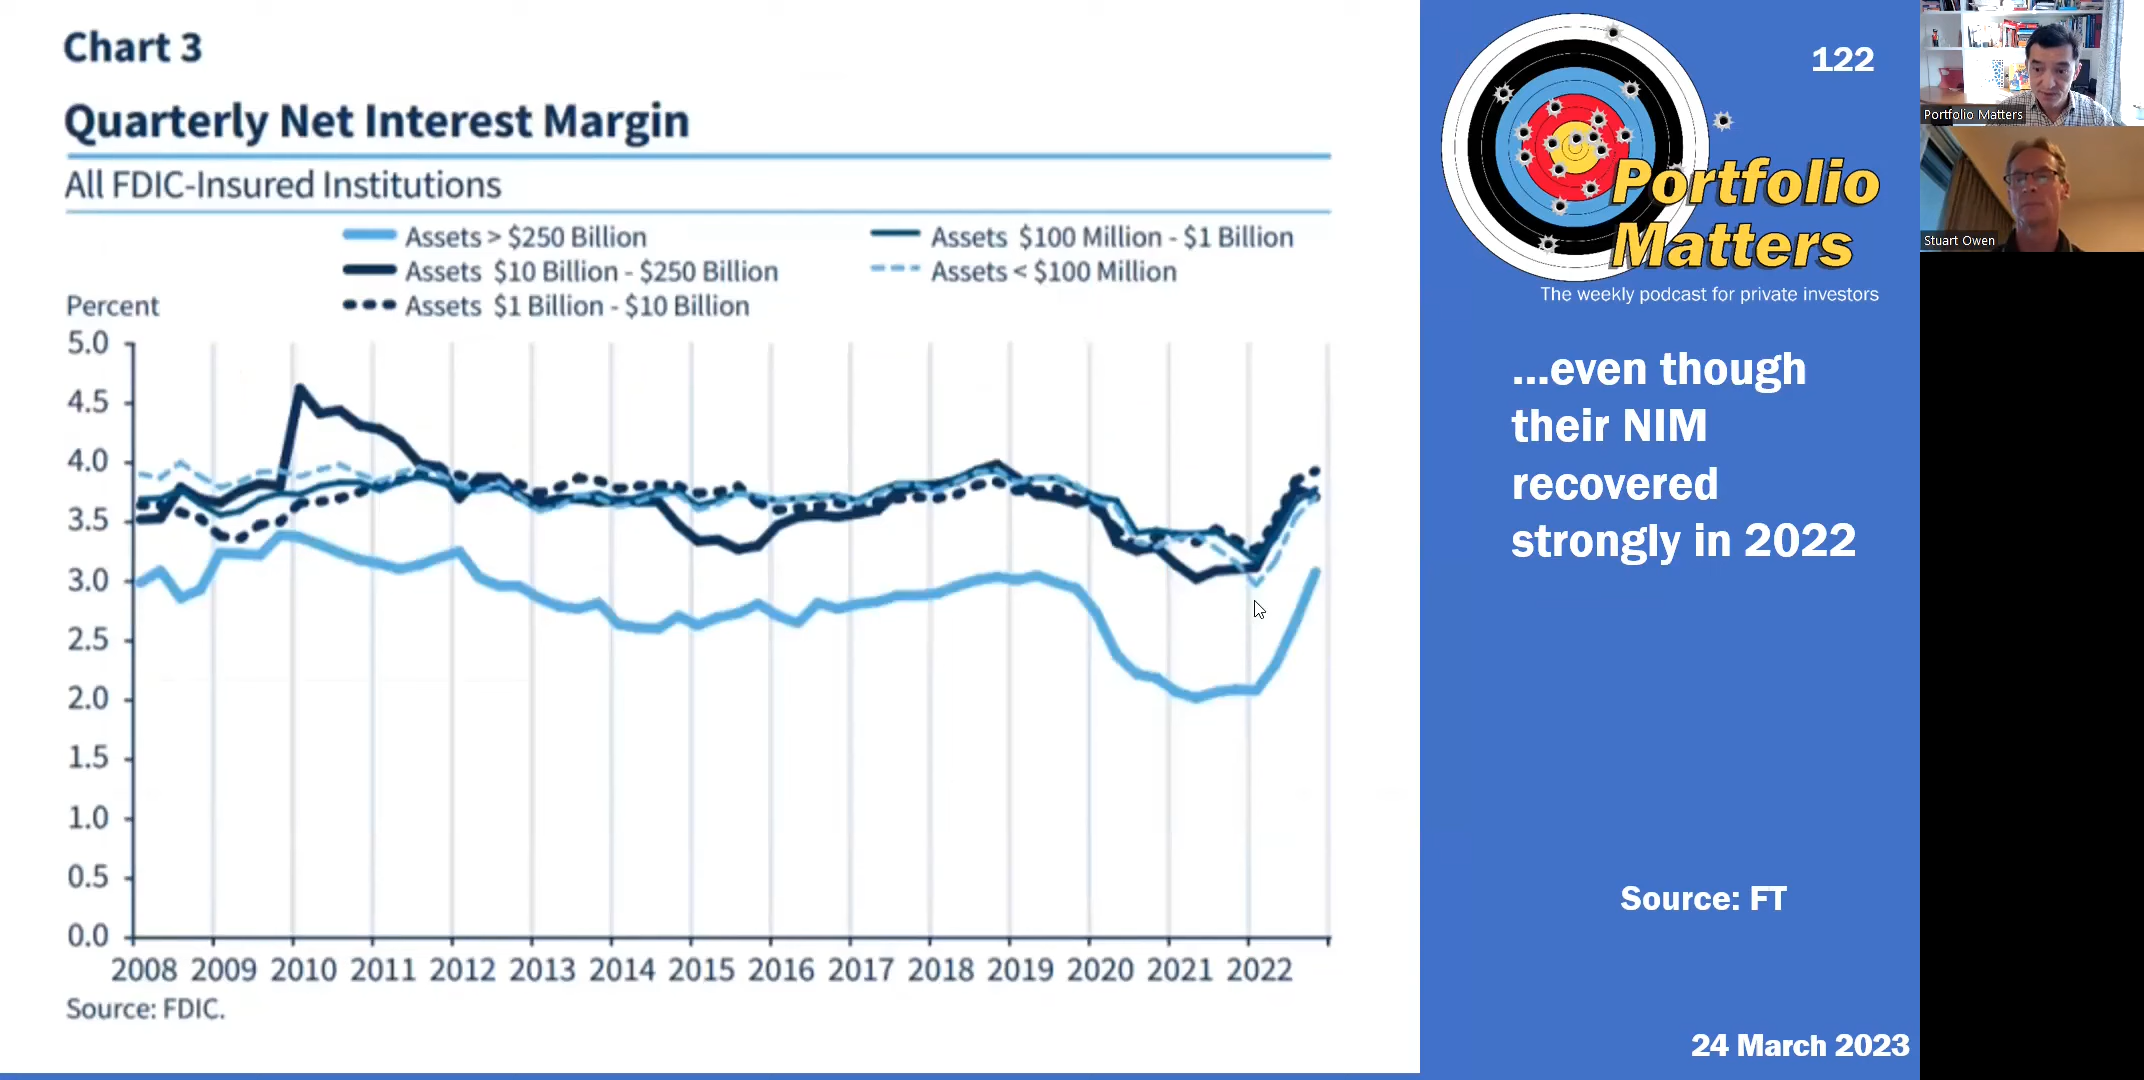 Chart 3
Quarterly Net Interest Margin
All FDIC-Insured Institutions
Assets > $250 Billion
Assets $10 Billion - $250 Billion
Assets $1 Billion - $10 Billion
Assets $100 Million - $1 Billion
Assets < $100 Million
Percent
5.0
4.5
4.0
3.5
3.0
2.5
2.0
1.5
1.0
0.5
0.0
2008 2009 2010 2011 2012 2013 2014 2015 2016 2017 2018 2019 2020 2021 2022
Source: FDIC.
122
Portfolio
Matters
The weekly podcast for private investors
...even though
their NIM
recovered
strongly in 2022
Source: FT
24 March 2023
Portfolio Matters
Stuart Owen